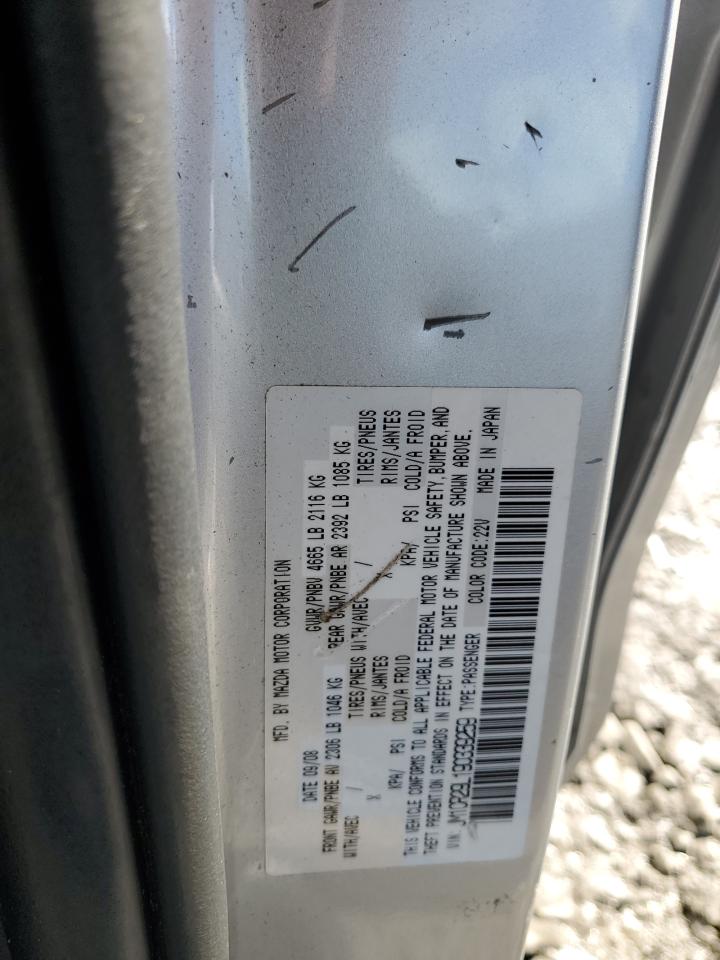 MFD. BY MAZDA MOTOR CORPORATION
DATE 09/08 GVWR/PNBV 4665 LB 2116 KG
FRONT GAWR/PNBE AV 2306 LB 1046 KG REAR GAWR/PNBE AR 2392 LB 1085 KG
WITH/AVEC / TIRES/PNEUS WITH/AVEC / TIRES/PNEUS
X RIMS/JANTES X RIMS/JANTES
KPA/ PSI COLD/A FROID KPA/ PSI COLD/A FROID
THIS VEHICLE CONFORMS TO ALL APPLICABLE FEDERAL MOTOR VEHICLE SAFETY, BUMPER, AND
THEFT PREVENTION STANDARDS IN EFFECT ON THE DATE OF MANUFACTURE SHOWN ABOVE.
VIN: JM1CR29L190339259 TYPE:PASSENGER COLOR CODE:22V MADE IN JAPAN